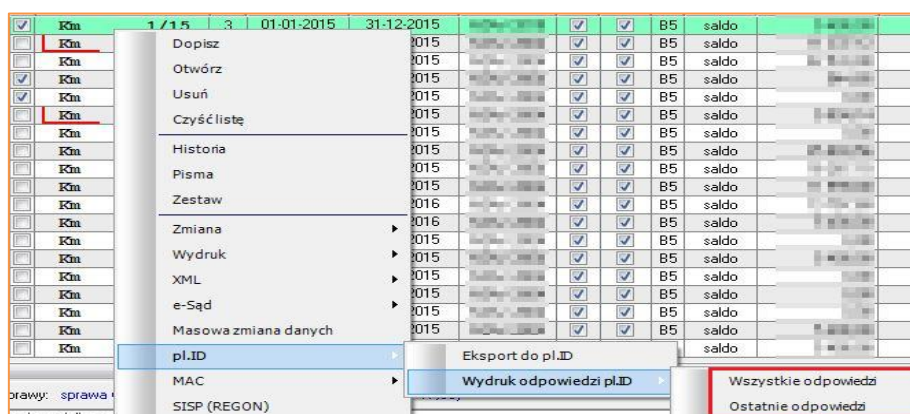 Km 1/15 3 01-01-2015 31-12-2015 B5 saldo
Km Dopisz 2015 B5 saldo
Km 2015 B5 saldo
Km Otwórz 2015 B5 saldo
Km Usuń 2015 B5 saldo
Km Czyść listę 2015 B5 saldo
Km 2015 B5 saldo
Km Historia 2015 B5 saldo
Km Pisma 2015 B5 saldo
Km 2015 B5 saldo
Km Zestaw 2016 B5 saldo
Km Zmiana 2016 B5 saldo
Km 2015 B5 saldo
Km Wydruk 2015 B5 saldo
Km XML 2015 B5 saldo
Km 2015 B5 saldo
Km e-Sąd 2015 B5 saldo
Km Masowa zmiana danych 2015 B5 saldo
Km pl.ID Eksport do pl.ID saldo
MAC Wydruk odpowiedzi pl.ID Wszystkie odpowiedzi
sprawa
SISP (REGON) Ostatnie odpowiedzi